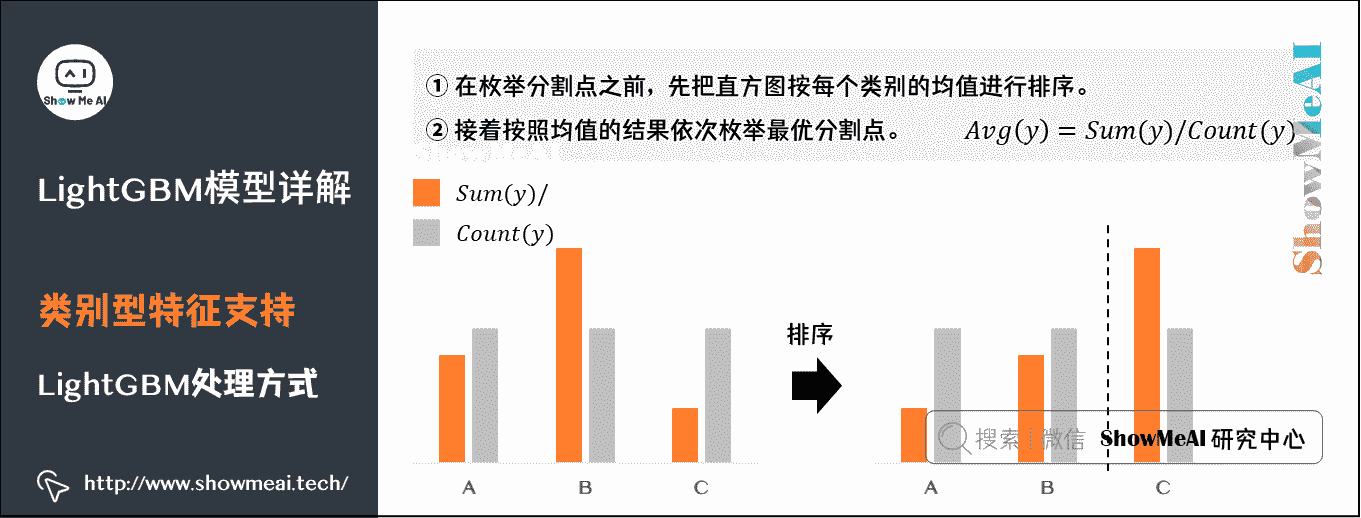 Show Me AI
LightGBM模型详解
类别型特征支持
LightGBM处理方式
http://www.showmeai.tech/
① 在枚举分割点之前，先把直方图按每个类别的均值进行排序。
② 接着按照均值的结果依次枚举最优分割点。 Avg(y) = Sum(y)/Count(y)
ShowMeAI
Sum(y)/
Count(y)
A B C
排序
A B C
搜索 | 微信 ShowMeAI 研究中心